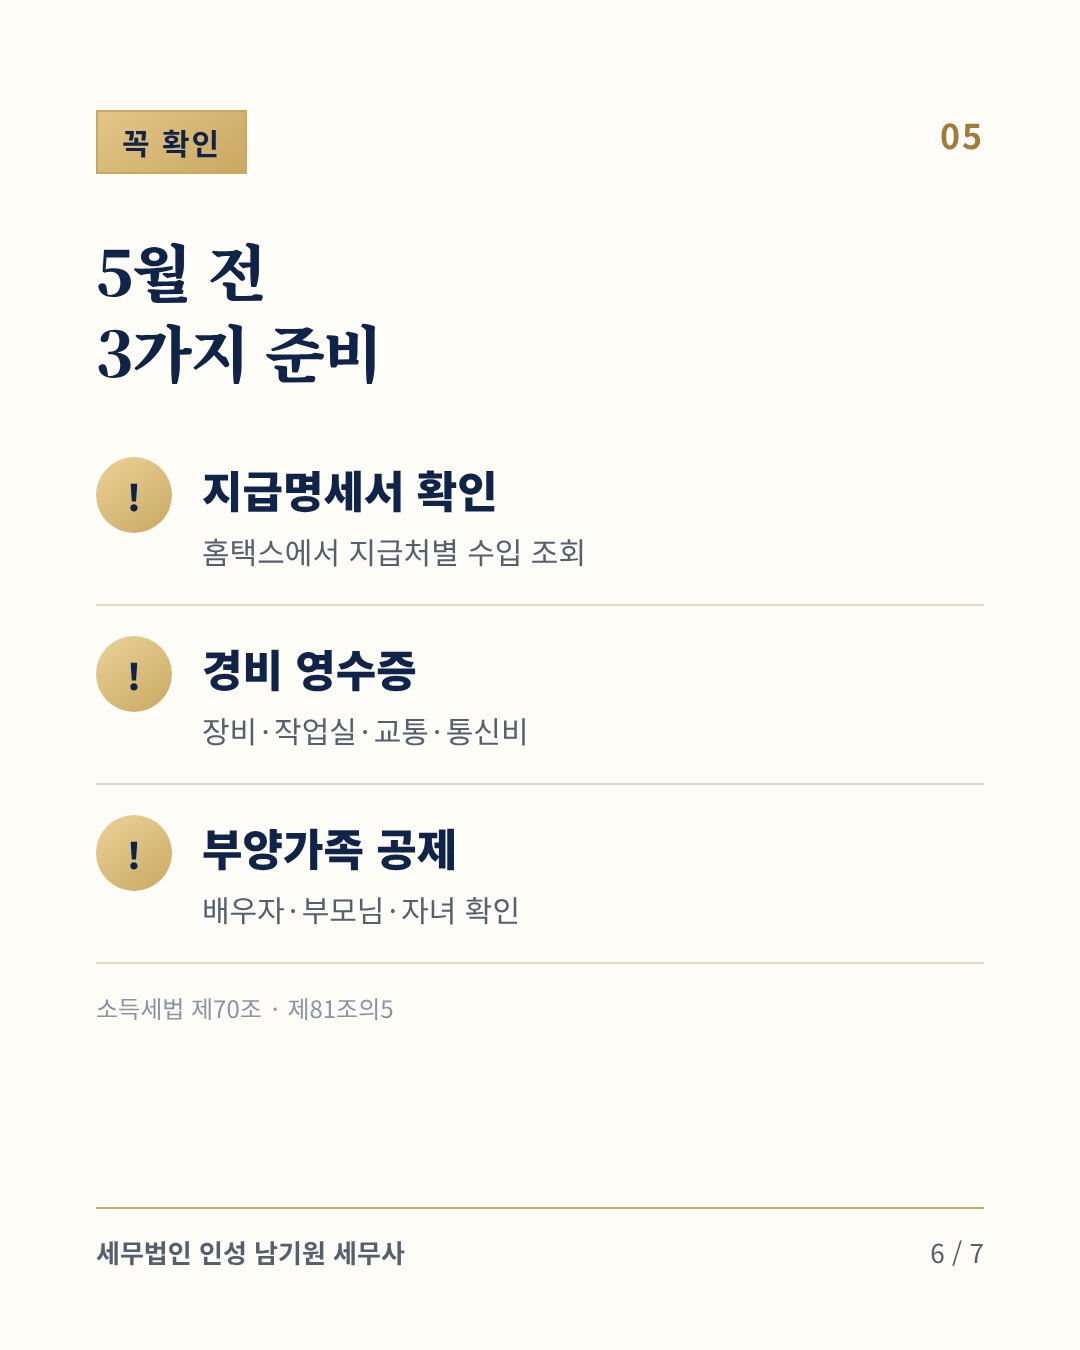 꼭 확인
05
5월 전
3가지 준비
!
지급명세서 확인
홈택스에서 지급처별 수입 조회
!
경비 영수증
장비·작업실·교통·통신비
!
부양가족 공제
배우자·부모님·자녀 확인
소득세법 제70조 · 제81조의5
세무법인 인성 남기원 세무사
6 / 7